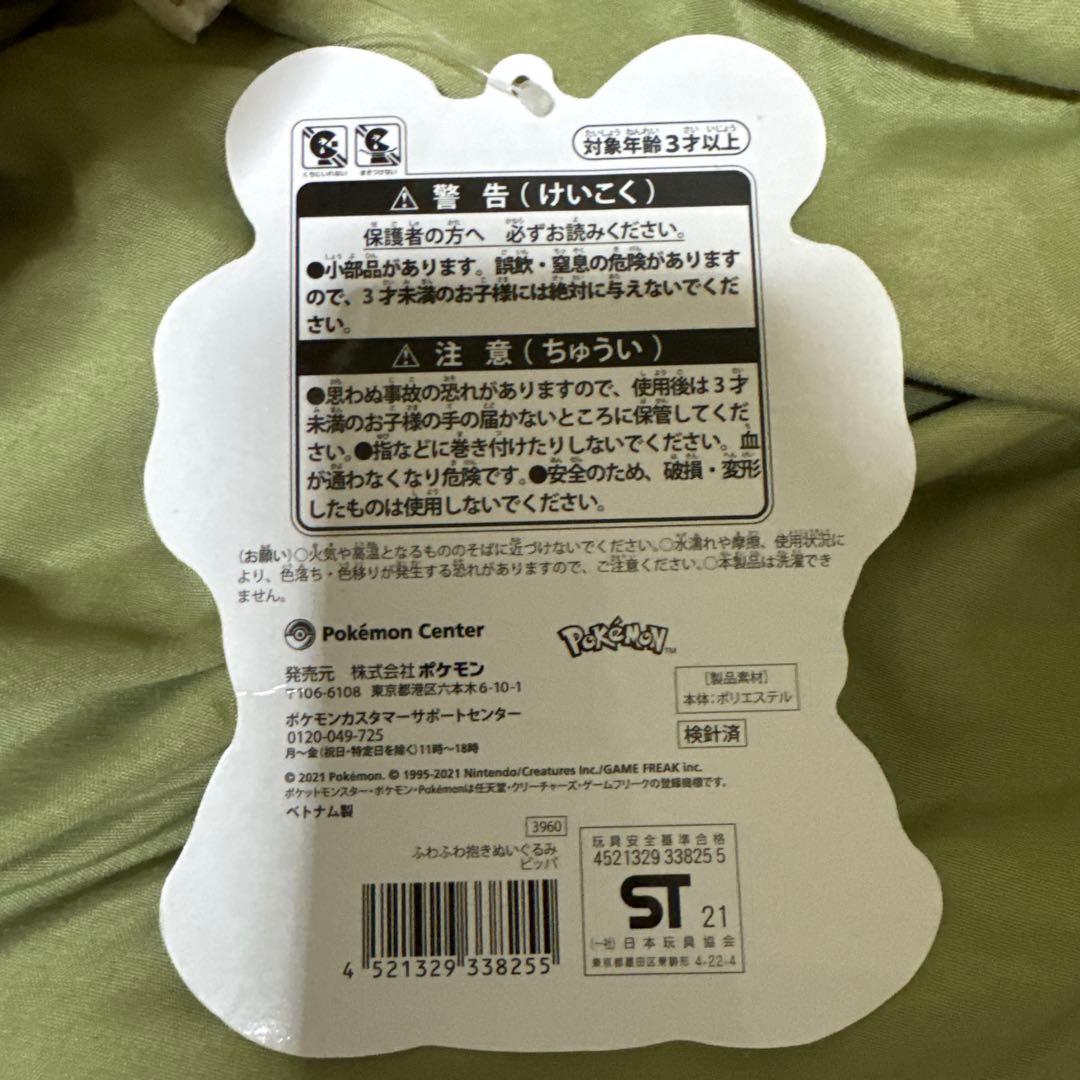 対象年齢3才以上
くちにいれない まきつけない
警告(けいこく)
保護者の方へ 必ずお読みください。
●小部品があります。誤飲・窒息の危険があります
ので、3才未満のお子様には絶対に与えないでくだ
さい。
注意(ちゅうい)
●思わぬ事故の恐れがありますので、使用後は3才
未満のお子様の手の届かないところに保管してくだ
さい。●指などに巻き付けたりしないでください。血
が通わなくなり危険です。●安全のため、破損・変形
したものは使用しないでください。
(お願い)○火気や高温となるもののそばに近づけないでください。○水濡れや摩擦、使用状況に
より、色落ち・色移りが発生する恐れがありますので、ご注意ください。○本製品は洗濯でき
ません。
Pokémon Center
POKéMON™
発売元 株式会社ポケモン
〒106-6108 東京都港区六本木6-10-1
[製品素材]
本体:ポリエステル
ポケモンカスタマーサポートセンター
0120-049-725
月~金(祝日・特定日を除く)11時~18時
検針済
© 2021 Pokémon. © 1995-2021 Nintendo/Creatures Inc./GAME FREAK inc.
ポケットモンスター・ポケモン・Pokémonは任天堂・クリーチャーズ・ゲームフリークの登録商標です。
ベトナム製
3960
ふわふわ抱きぬいぐるみ
ピッパ
4 521329 338255
玩具安全基準合格
4521329 33825 5
ST 21
(一社)日本玩具協会
東京都墨田区東駒形 4-22-4